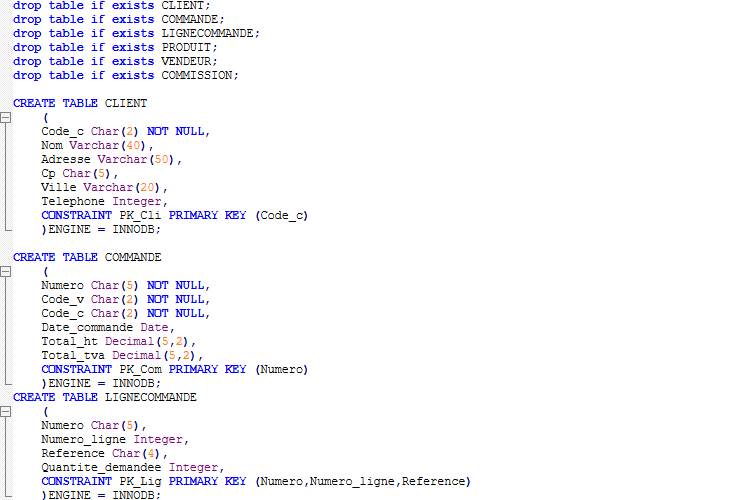 drop table if exists CLIENT;
drop table if exists COMMANDE;
drop table if exists LIGNECOMMANDE;
drop table if exists PRODUIT;
drop table if exists VENDEUR;
drop table if exists COMMISSION;
CREATE TABLE CLIENT
(
Code_c Char(2) NOT NULL,
Nom Varchar(40),
Adresse Varchar(50),
Cp Char(5),
Ville Varchar(20),
Telephone Integer,
CONSTRAINT PK_Cli PRIMARY KEY (Code_c)
)ENGINE = INNODB;
CREATE TABLE COMMANDE
(
Numero Char(5) NOT NULL,
Code_v Char(2) NOT NULL,
Code_c Char(2) NOT NULL,
Date_commande Date,
Total_ht Decimal(5,2),
Total_tva Decimal(5,2),
CONSTRAINT PK_Com PRIMARY KEY (Numero)
)ENGINE = INNODB;
CREATE TABLE LIGNECOMMANDE
(
Numero Char(5),
Numero_ligne Integer,
Reference Char(4),
Quantite_demandee Integer,
CONSTRAINT PK_Lig PRIMARY KEY (Numero,Numero_ligne,Reference)
)ENGINE = INNODB;